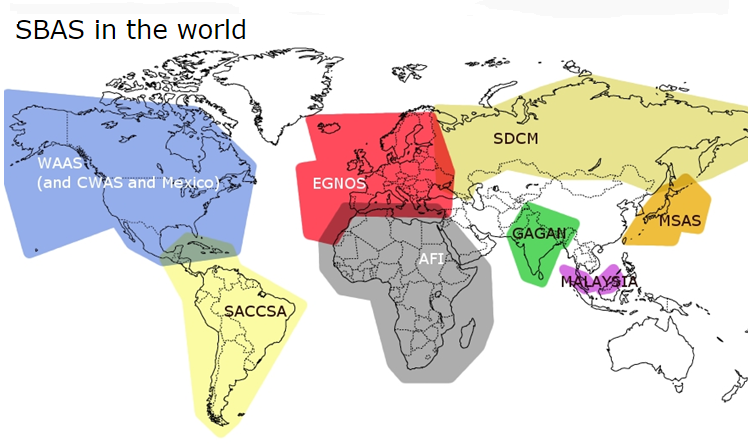 SBAS in the world
SDCM
WAAS
(and CWAS and Mexico)
EGNOS
MSAS
GAGAN
AFI
MALAYSIA
SACCSA